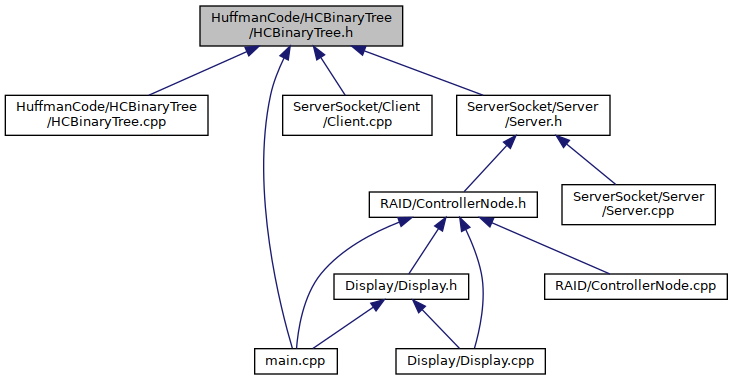 HuffmanCode/HCBinaryTree
/HCBinaryTree.h
HuffmanCode/HCBinaryTree
/HCBinaryTree.cpp
ServerSocket/Client
/Client.cpp
ServerSocket/Server
/Server.h
RAID/ControllerNode.h
ServerSocket/Server
/Server.cpp
Display/Display.h
RAID/ControllerNode.cpp
main.cpp
Display/Display.cpp